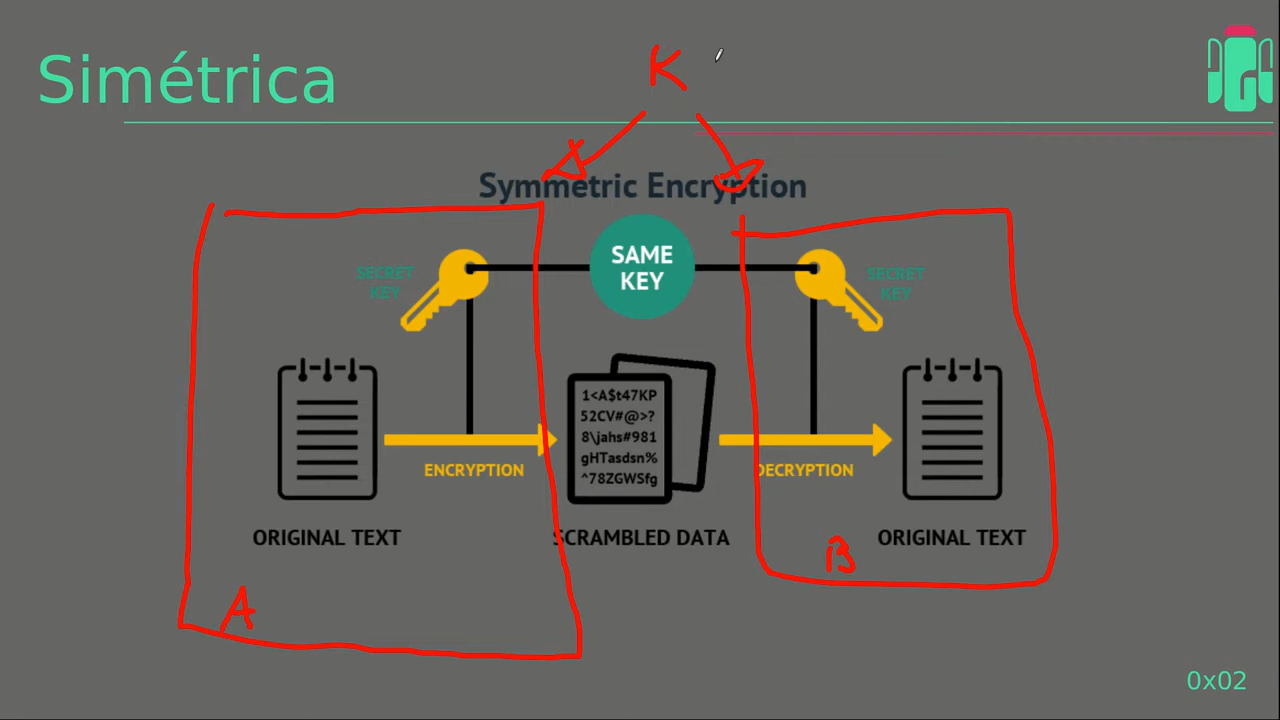 Simétrica
K
Symmetric Encryption
SECRET
KEY
SAME
KEY
SECRET
KEY
1<A$t47KP
52CV#@>?
8\jahs#981
gHTasdsn%
^78ZGWSfg
ENCRYPTION
DECRYPTION
ORIGINAL TEXT
SCRAMBLED DATA
ORIGINAL TEXT
A
B
0x02